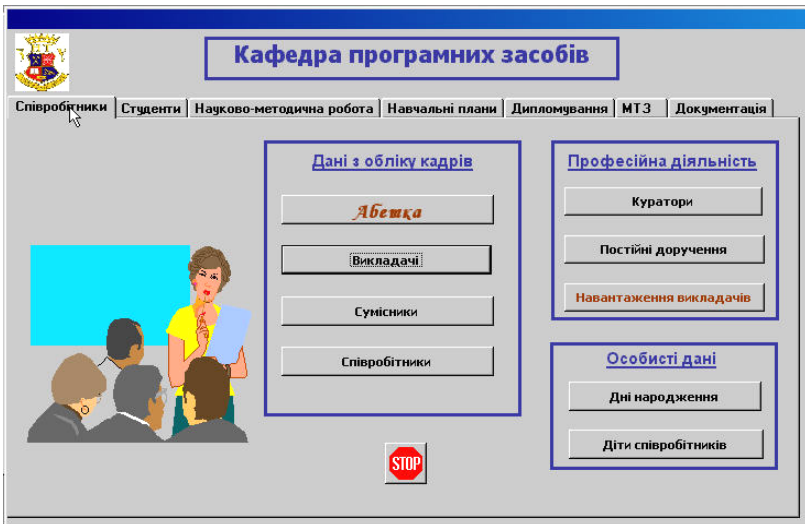 Кафедра програмних засобів
Співробітники Студенти Науково-методична робота Навчальні плани Дипломування МТЗ Документація
Дані з обліку кадрів
Абетка
Викладачі
Сумісники
Співробітники
Професійна діяльність
Куратори
Постійні доручення
Навантаження викладачів
Особисті дані
Дні народження
Діти співробітників
STOP